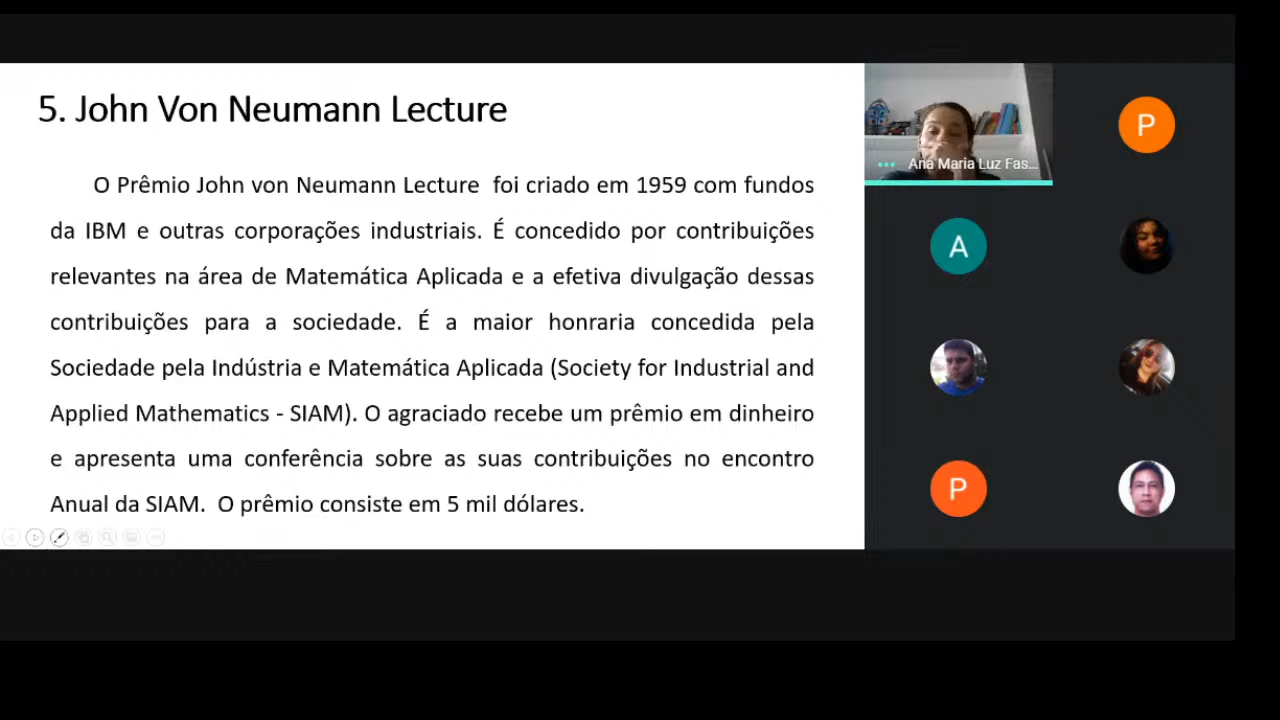 5. John Von Neumann Lecture
O Prêmio John von Neumann Lecture foi criado em 1959 com fundos
da IBM e outras corporações industriais. É concedido por contribuições
relevantes na área de Matemática Aplicada e a efetiva divulgação dessas
contribuições para a sociedade. É a maior honraria concedida pela
Sociedade pela Indústria e Matemática Aplicada (Society for Industrial and
Applied Mathematics - SIAM). O agraciado recebe um prêmio em dinheiro
e apresenta uma conferência sobre as suas contribuições no encontro
Anual da SIAM. O prêmio consiste em 5 mil dólares.
Ana Maria Luz Fas...
P
A
P